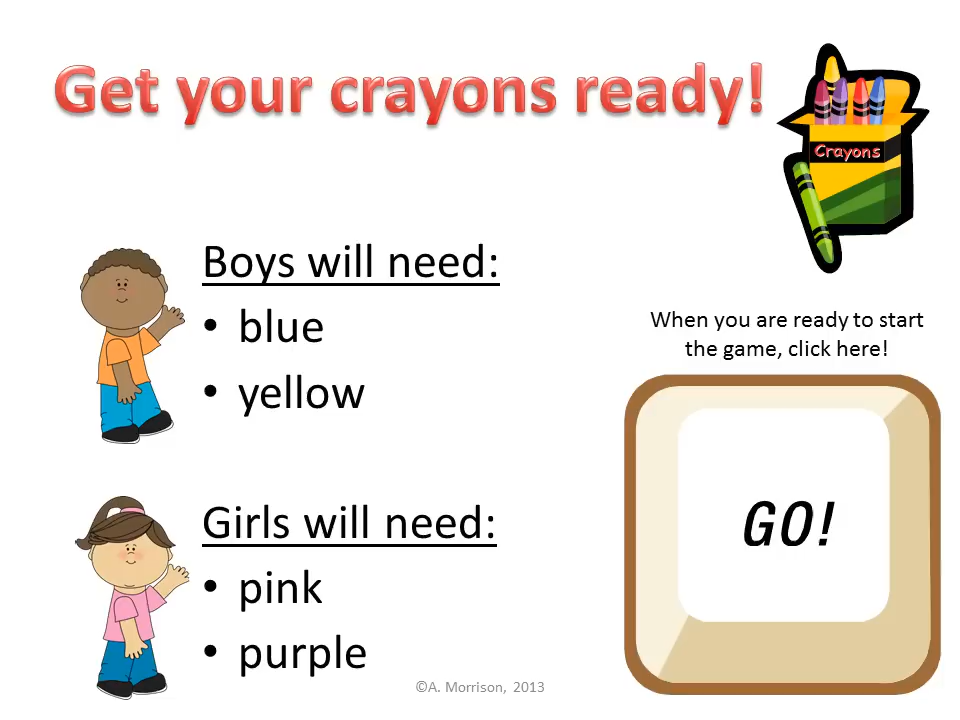 Get your crayons ready!
Crayons
Boys will need:
• blue
• yellow
When you are ready to start
the game, click here!
GO!
Girls will need:
• pink
• purple
©A. Morrison, 2013